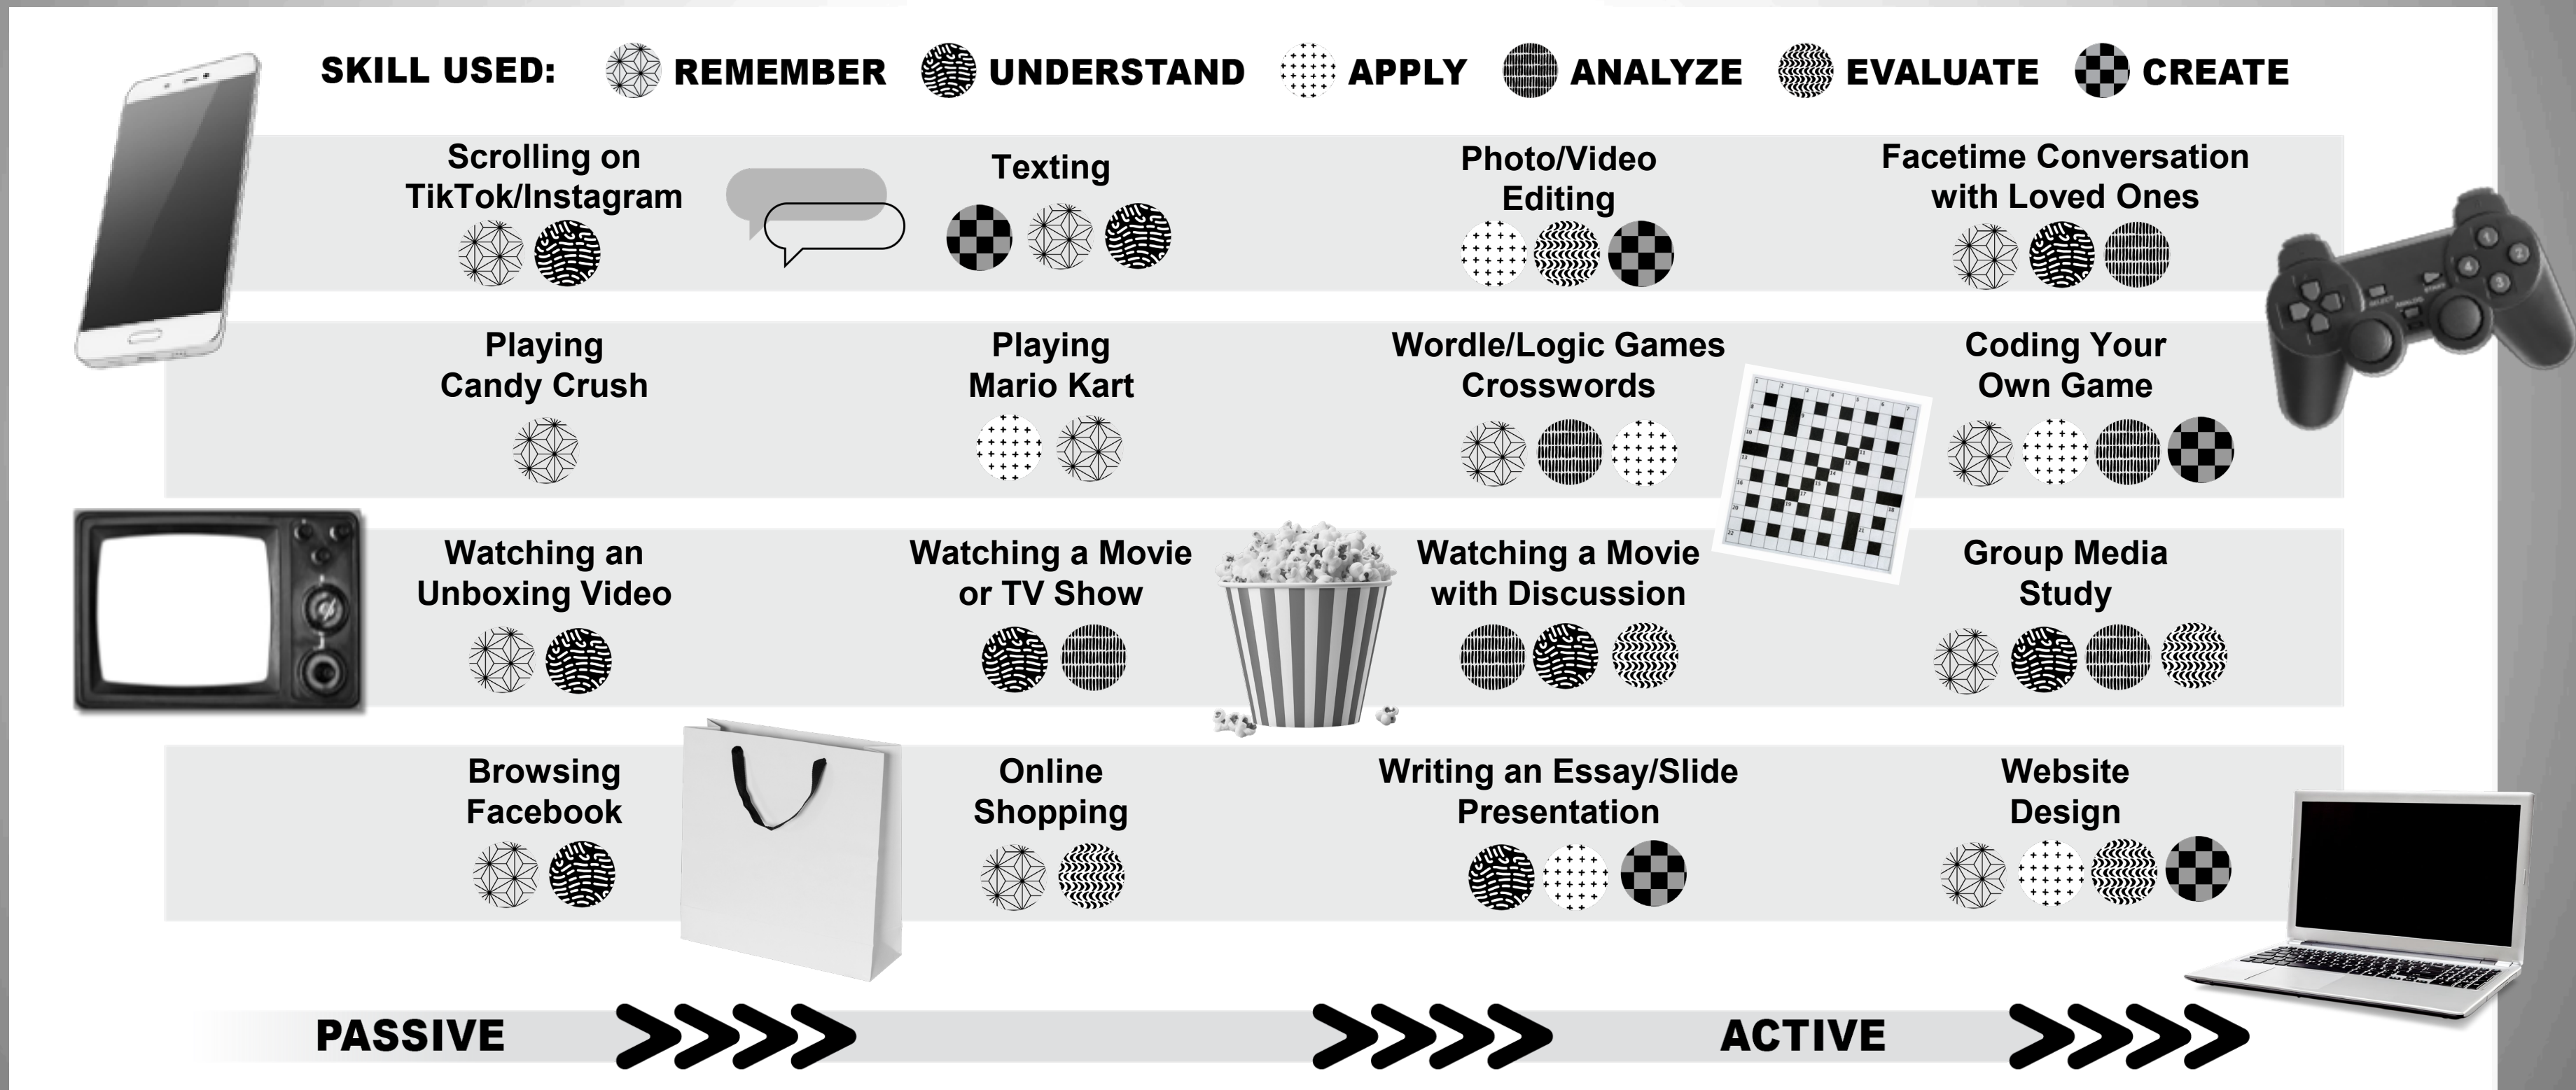 SKILL USED: REMEMBER UNDERSTAND APPLY ANALYZE EVALUATE CREATE
Scrolling on
TikTok/Instagram
Texting
Photo/Video
Editing
Facetime Conversation
with Loved Ones
Playing
Candy Crush
Playing
Mario Kart
Wordle/Logic Games
Crosswords
Coding Your
Own Game
Watching an
Unboxing Video
Watching a Movie
or TV Show
Watching a Movie
with Discussion
Group Media
Study
Browsing
Facebook
Online
Shopping
Writing an Essay/Slide
Presentation
Website
Design
PASSIVE
ACTIVE